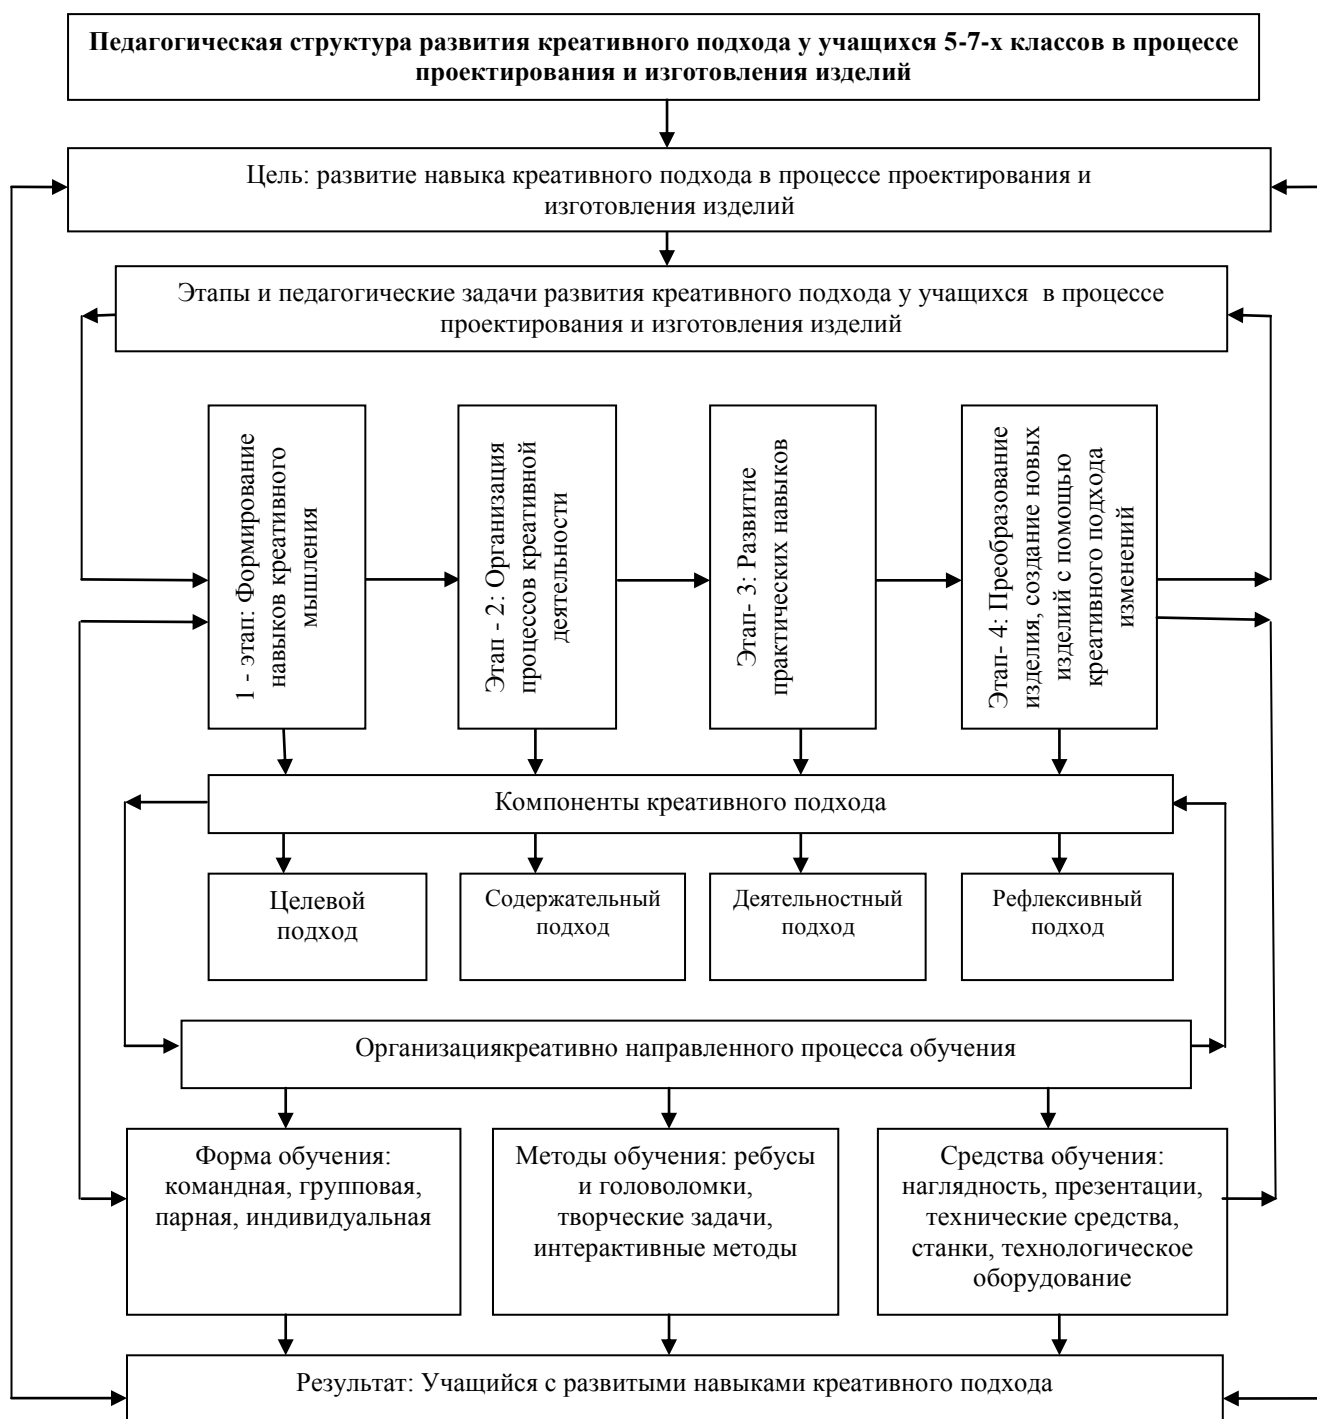 Педагогическая структура развития креативного подхода у учащихся 5-7-х классов в процессе
проектирования и изготовления изделий
Цель: развитие навыка креативного подхода в процессе проектирования и
изготовления изделий
Этапы и педагогические задачи развития креативного подхода у учащихся в процессе
проектирования и изготовления изделий
1 - этап: Формирование
навыков креативного
мышления
Этап - 2: Организация
процессов креативной
деятельности
Этап- 3: Развитие
практических навыков
Этап- 4: Преобразование
изделия, создание новых
изделий с помощью
креативного подхода
изменений
Компоненты креативного подхода
Целевой
подход
Содержательный
подход
Деятельностный
подход
Рефлексивный
подход
Организациякреативно направленного процесса обучения
Форма обучения:
командная, групповая,
парная, индивидуальная
Методы обучения: ребусы
и головоломки,
творческие задачи,
интерактивные методы
Средства обучения:
наглядность, презентации,
технические средства,
станки, технологическое
оборудование
Результат: Учащийся с развитыми навыками креативного подхода